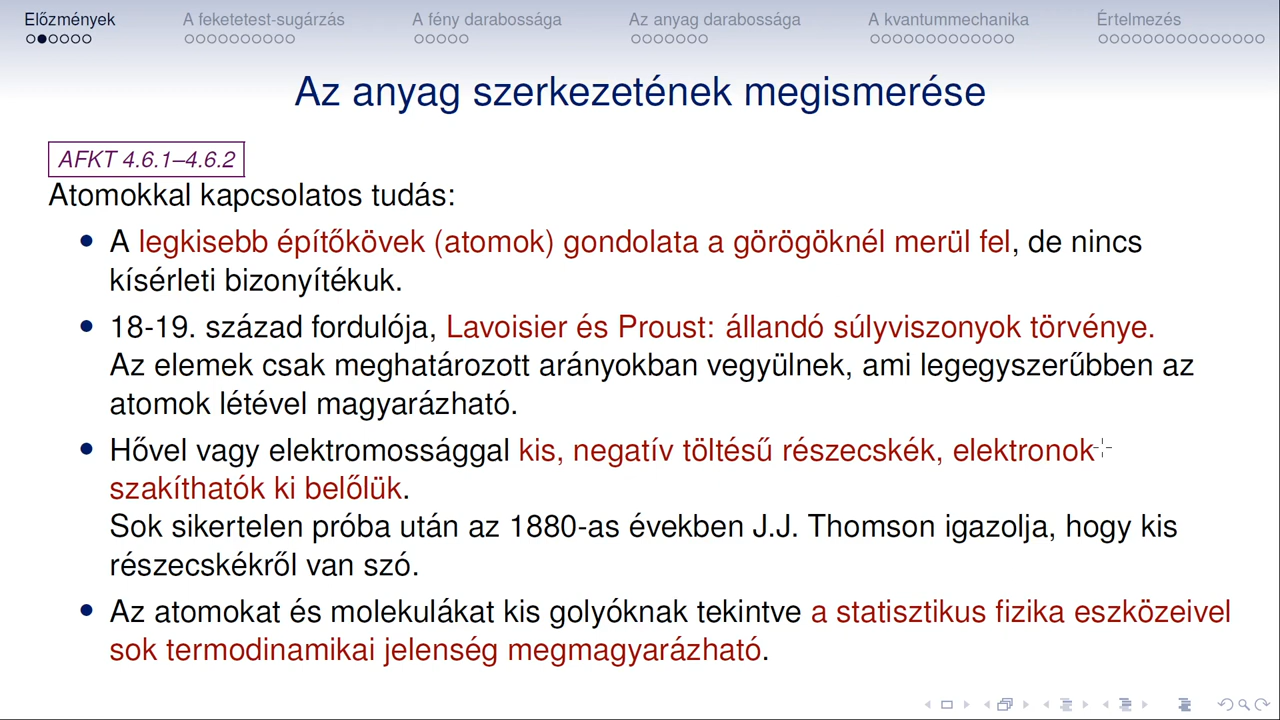 Előzmények
A feketetest-sugárzás
A fény darabossága
Az anyag darabossága
A kvantummechanika
Értelmezés
Az anyag szerkezetének megismerése
AFKT 4.6.1–4.6.2
Atomokkal kapcsolatos tudás:
• A legkisebb építőkövek (atomok) gondolata a görögöknél merül fel, de nincs
kísérleti bizonyítékuk.
• 18-19. század fordulója, Lavoisier és Proust: állandó súlyviszonyok törvénye.
Az elemek csak meghatározott arányokban vegyülnek, ami legegyszerűbben az
atomok létével magyarázható.
• Hővel vagy elektromossággal kis, negatív töltésű részecskék, elektronok
szakíthatók ki belőlük.
Sok sikertelen próba után az 1880-as években J.J. Thomson igazolja, hogy kis
részecskékről van szó.
• Az atomokat és molekulákat kis golyóknak tekintve a statisztikus fizika eszközeivel
sok termodinamikai jelenség megmagyarázható.